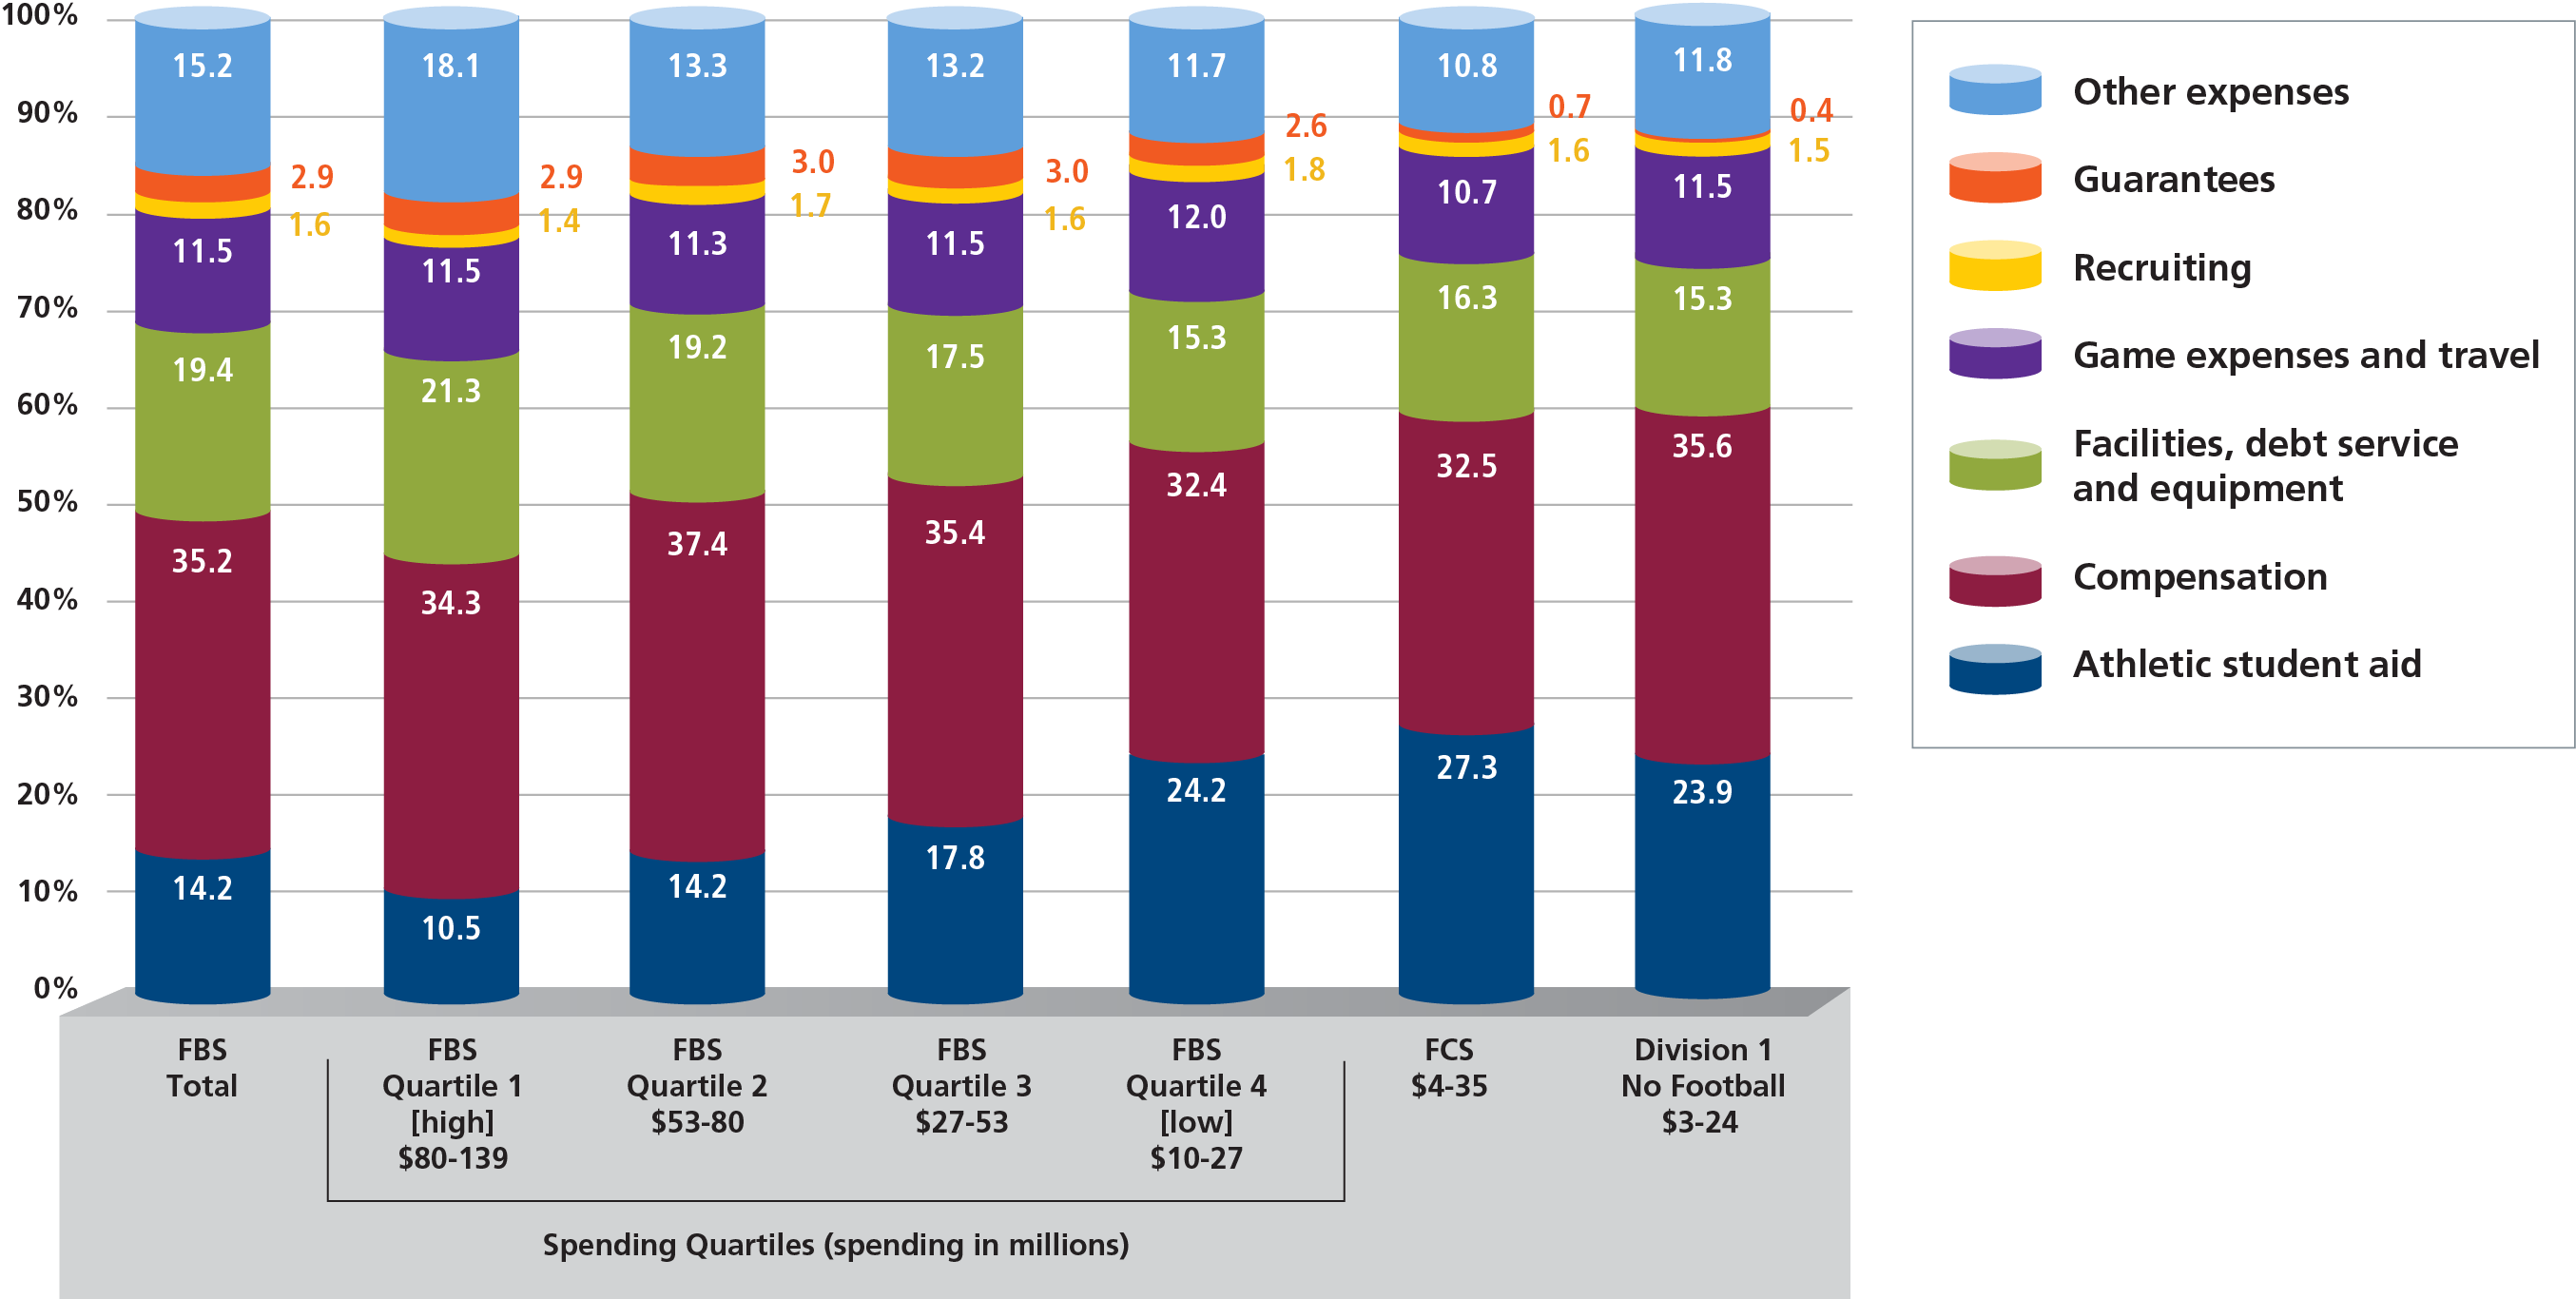 100%
90%
80%
70%
60%
50%
40%
30%
20%
10%
0%
15.2
2.9
1.6
11.5
19.4
35.2
14.2
18.1
2.9
1.4
11.5
21.3
34.3
10.5
13.3
3.0
1.7
11.3
19.2
37.4
14.2
13.2
3.0
1.6
11.5
17.5
35.4
17.8
11.7
2.6
1.8
12.0
15.3
32.4
24.2
10.8
0.7
1.6
10.7
16.3
32.5
27.3
11.8
0.4
1.5
11.5
15.3
35.6
23.9
FBS
Total
FBS
Quartile 1
[high]
$80-139
FBS
Quartile 2
$53-80
FBS
Quartile 3
$27-53
FBS
Quartile 4
[low]
$10-27
FCS
$4-35
Division 1
No Football
$3-24
Spending Quartiles (spending in millions)
Other expenses
Guarantees
Recruiting
Game expenses and travel
Facilities, debt service
and equipment
Compensation
Athletic student aid